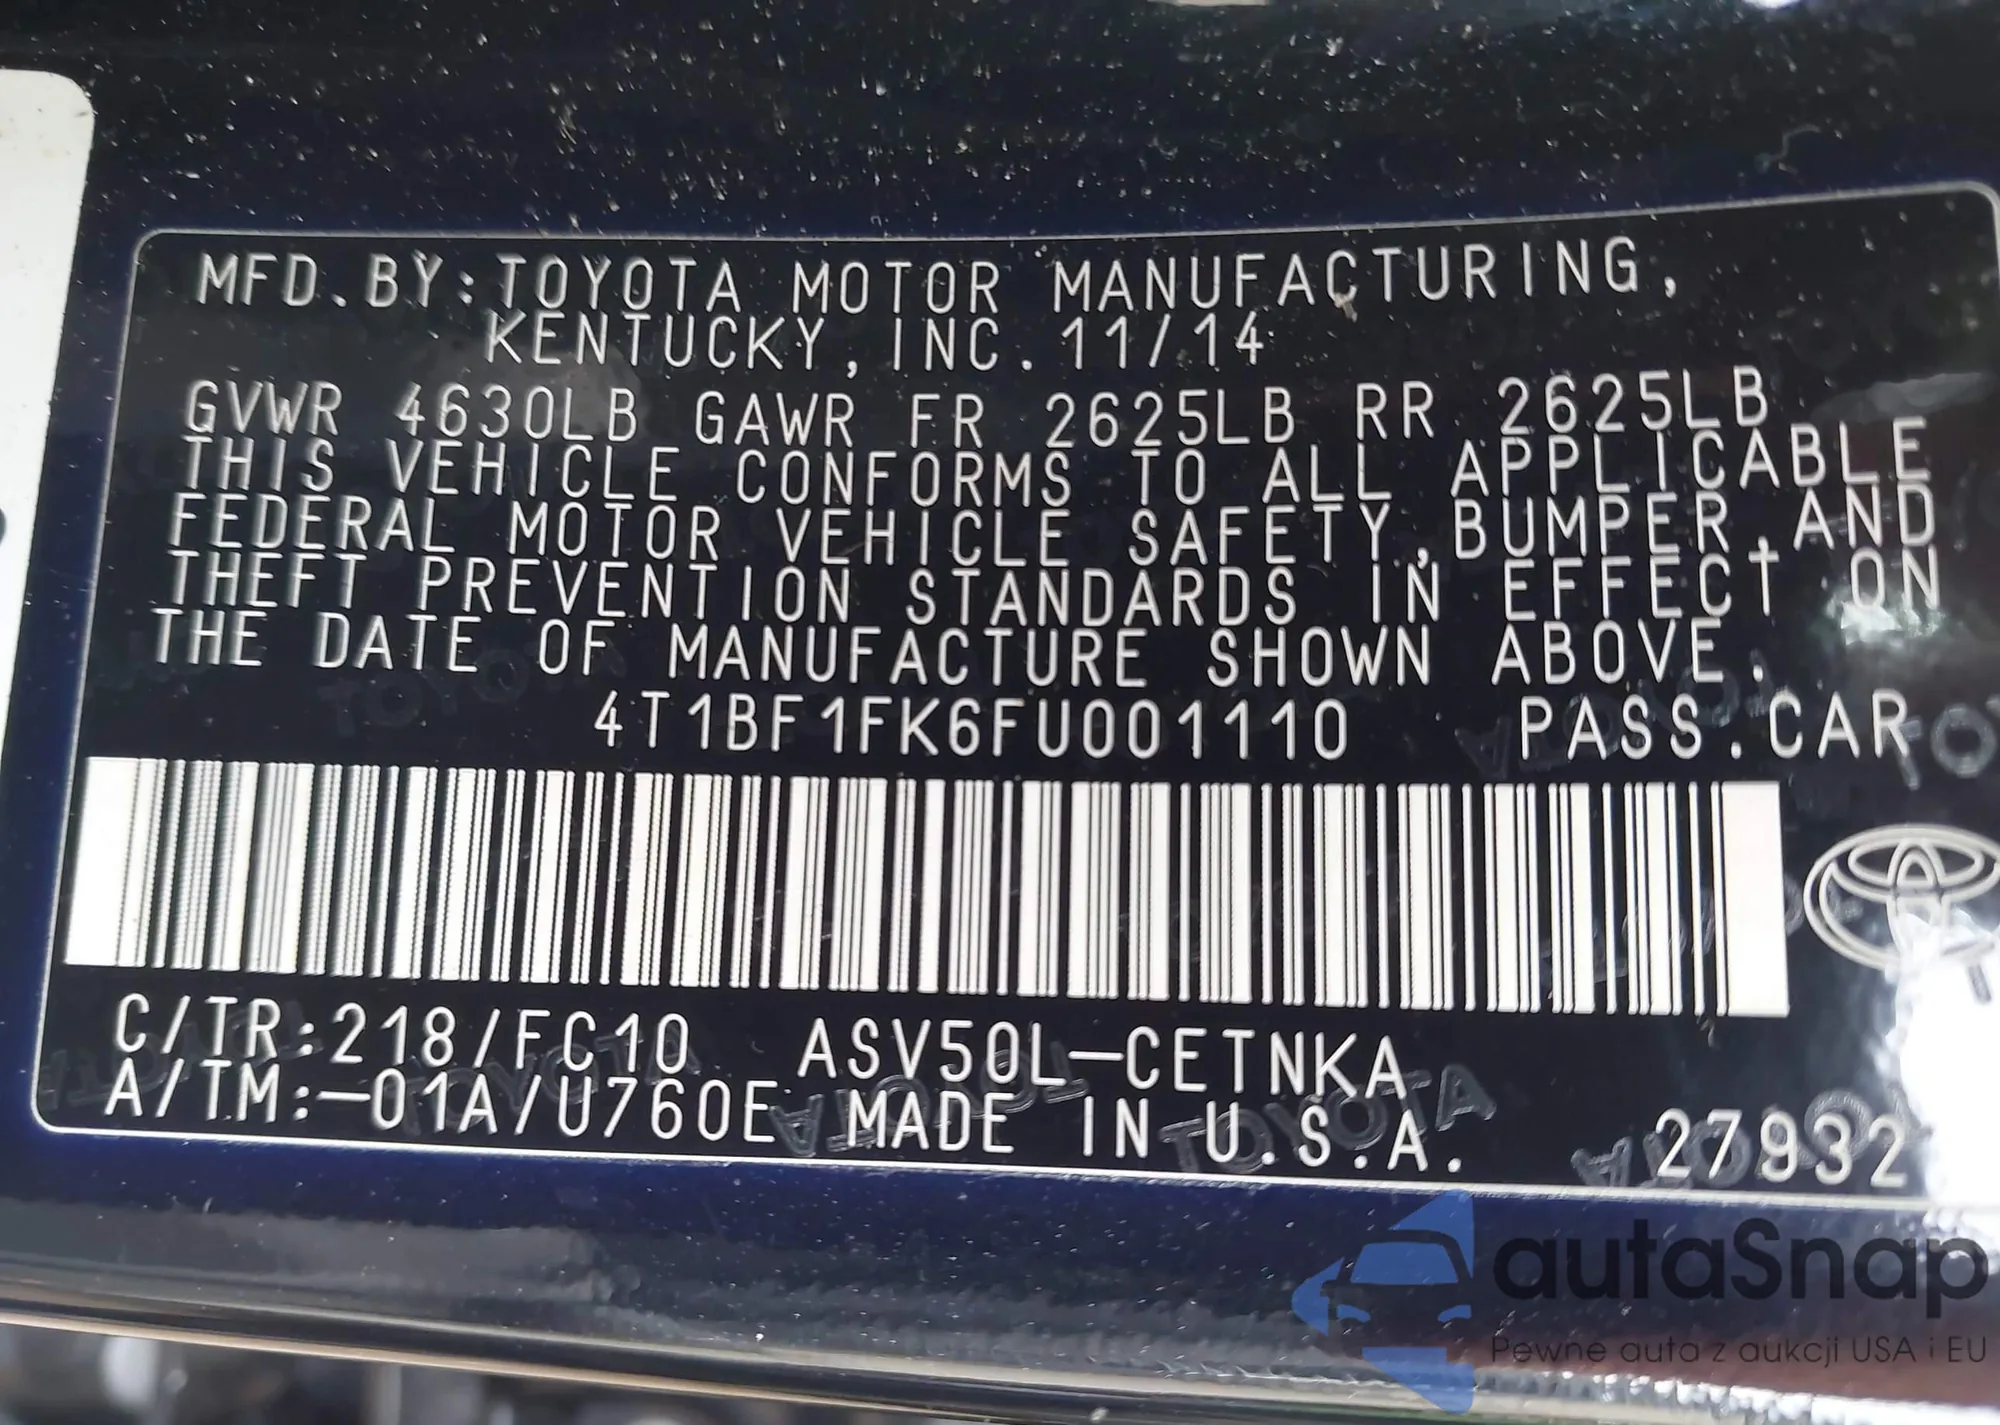 MFD.BY:TOYOTA MOTOR MANUFACTURING,
KENTUCKY,INC.11/14
GVWR 4630LB GAWR FR 2625LB RR 2625LB
THIS VEHICLE CONFORMS TO ALL APPLICABLE
FEDERAL MOTOR VEHICLE SAFETY,BUMPER,AND
THEFT PREVENTION STANDARDS IN EFFECT ON
THE DATE OF MANUFACTURE SHOWN ABOVE.
4T1BF1FK6FU001110 PASS.CAR
C/TR:218/FC10 ASV50L-CETNKA
A/TM:-01A/U760E MADE IN U.S.A. 27932
autaSnap
Pewne auta z aukcji USA i EU